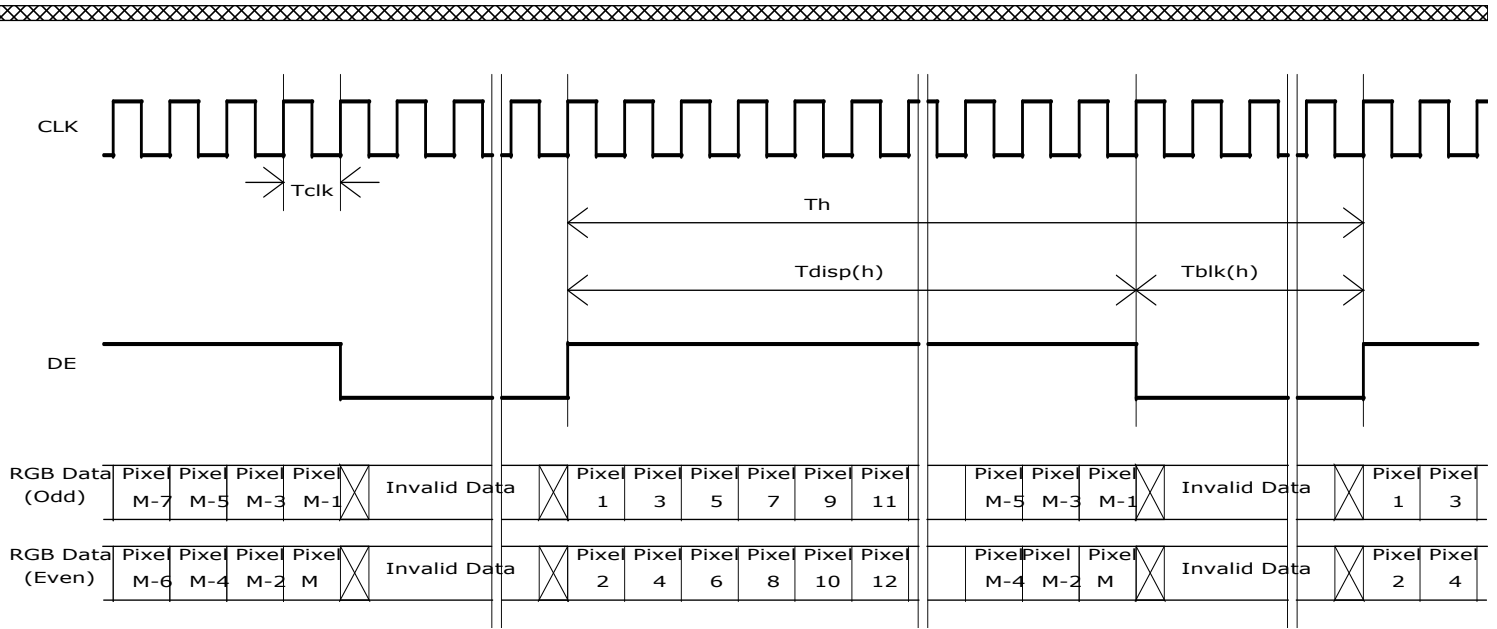 CLK
Tclk
Th
Tdisp(h)
Tblk(h)
DE
RGB Data Pixel Pixel Pixel Pixel Pixel Pixel Pixel Pixel Pixel Pixel Pixel Pixel Pixel Pixel Pixel
(Odd) M-7 M-5 M-3 M-1 Invalid Data 1 3 5 7 9 11 M-5 M-3 M-1 Invalid Data 1 3
RGB Data Pixel Pixel Pixel Pixel Pixel Pixel Pixel Pixel Pixel Pixel Pixel Pixel Pixel Pixel Pixel
(Even) M-6 M-4 M-2 M Invalid Data 2 4 6 8 10 12 M-4 M-2 M Invalid Data 2 4